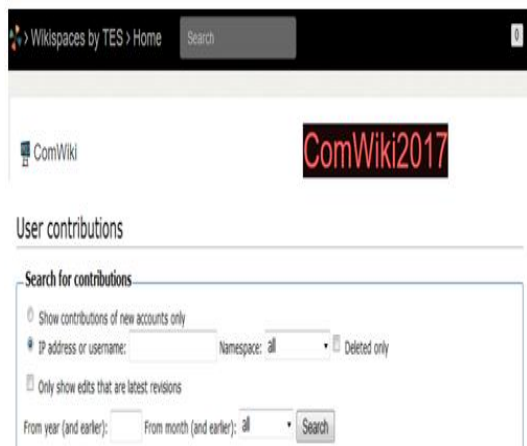 > Wikispaces by TES > Home Search 0
ComWiki ComWiki2017
User contributions
Search for contributions
Show contributions of new accounts only
IP address or username: Namespace: all Deleted only
Only show edits that are latest revisions
From year (and earlier): From month (and earlier): all Search